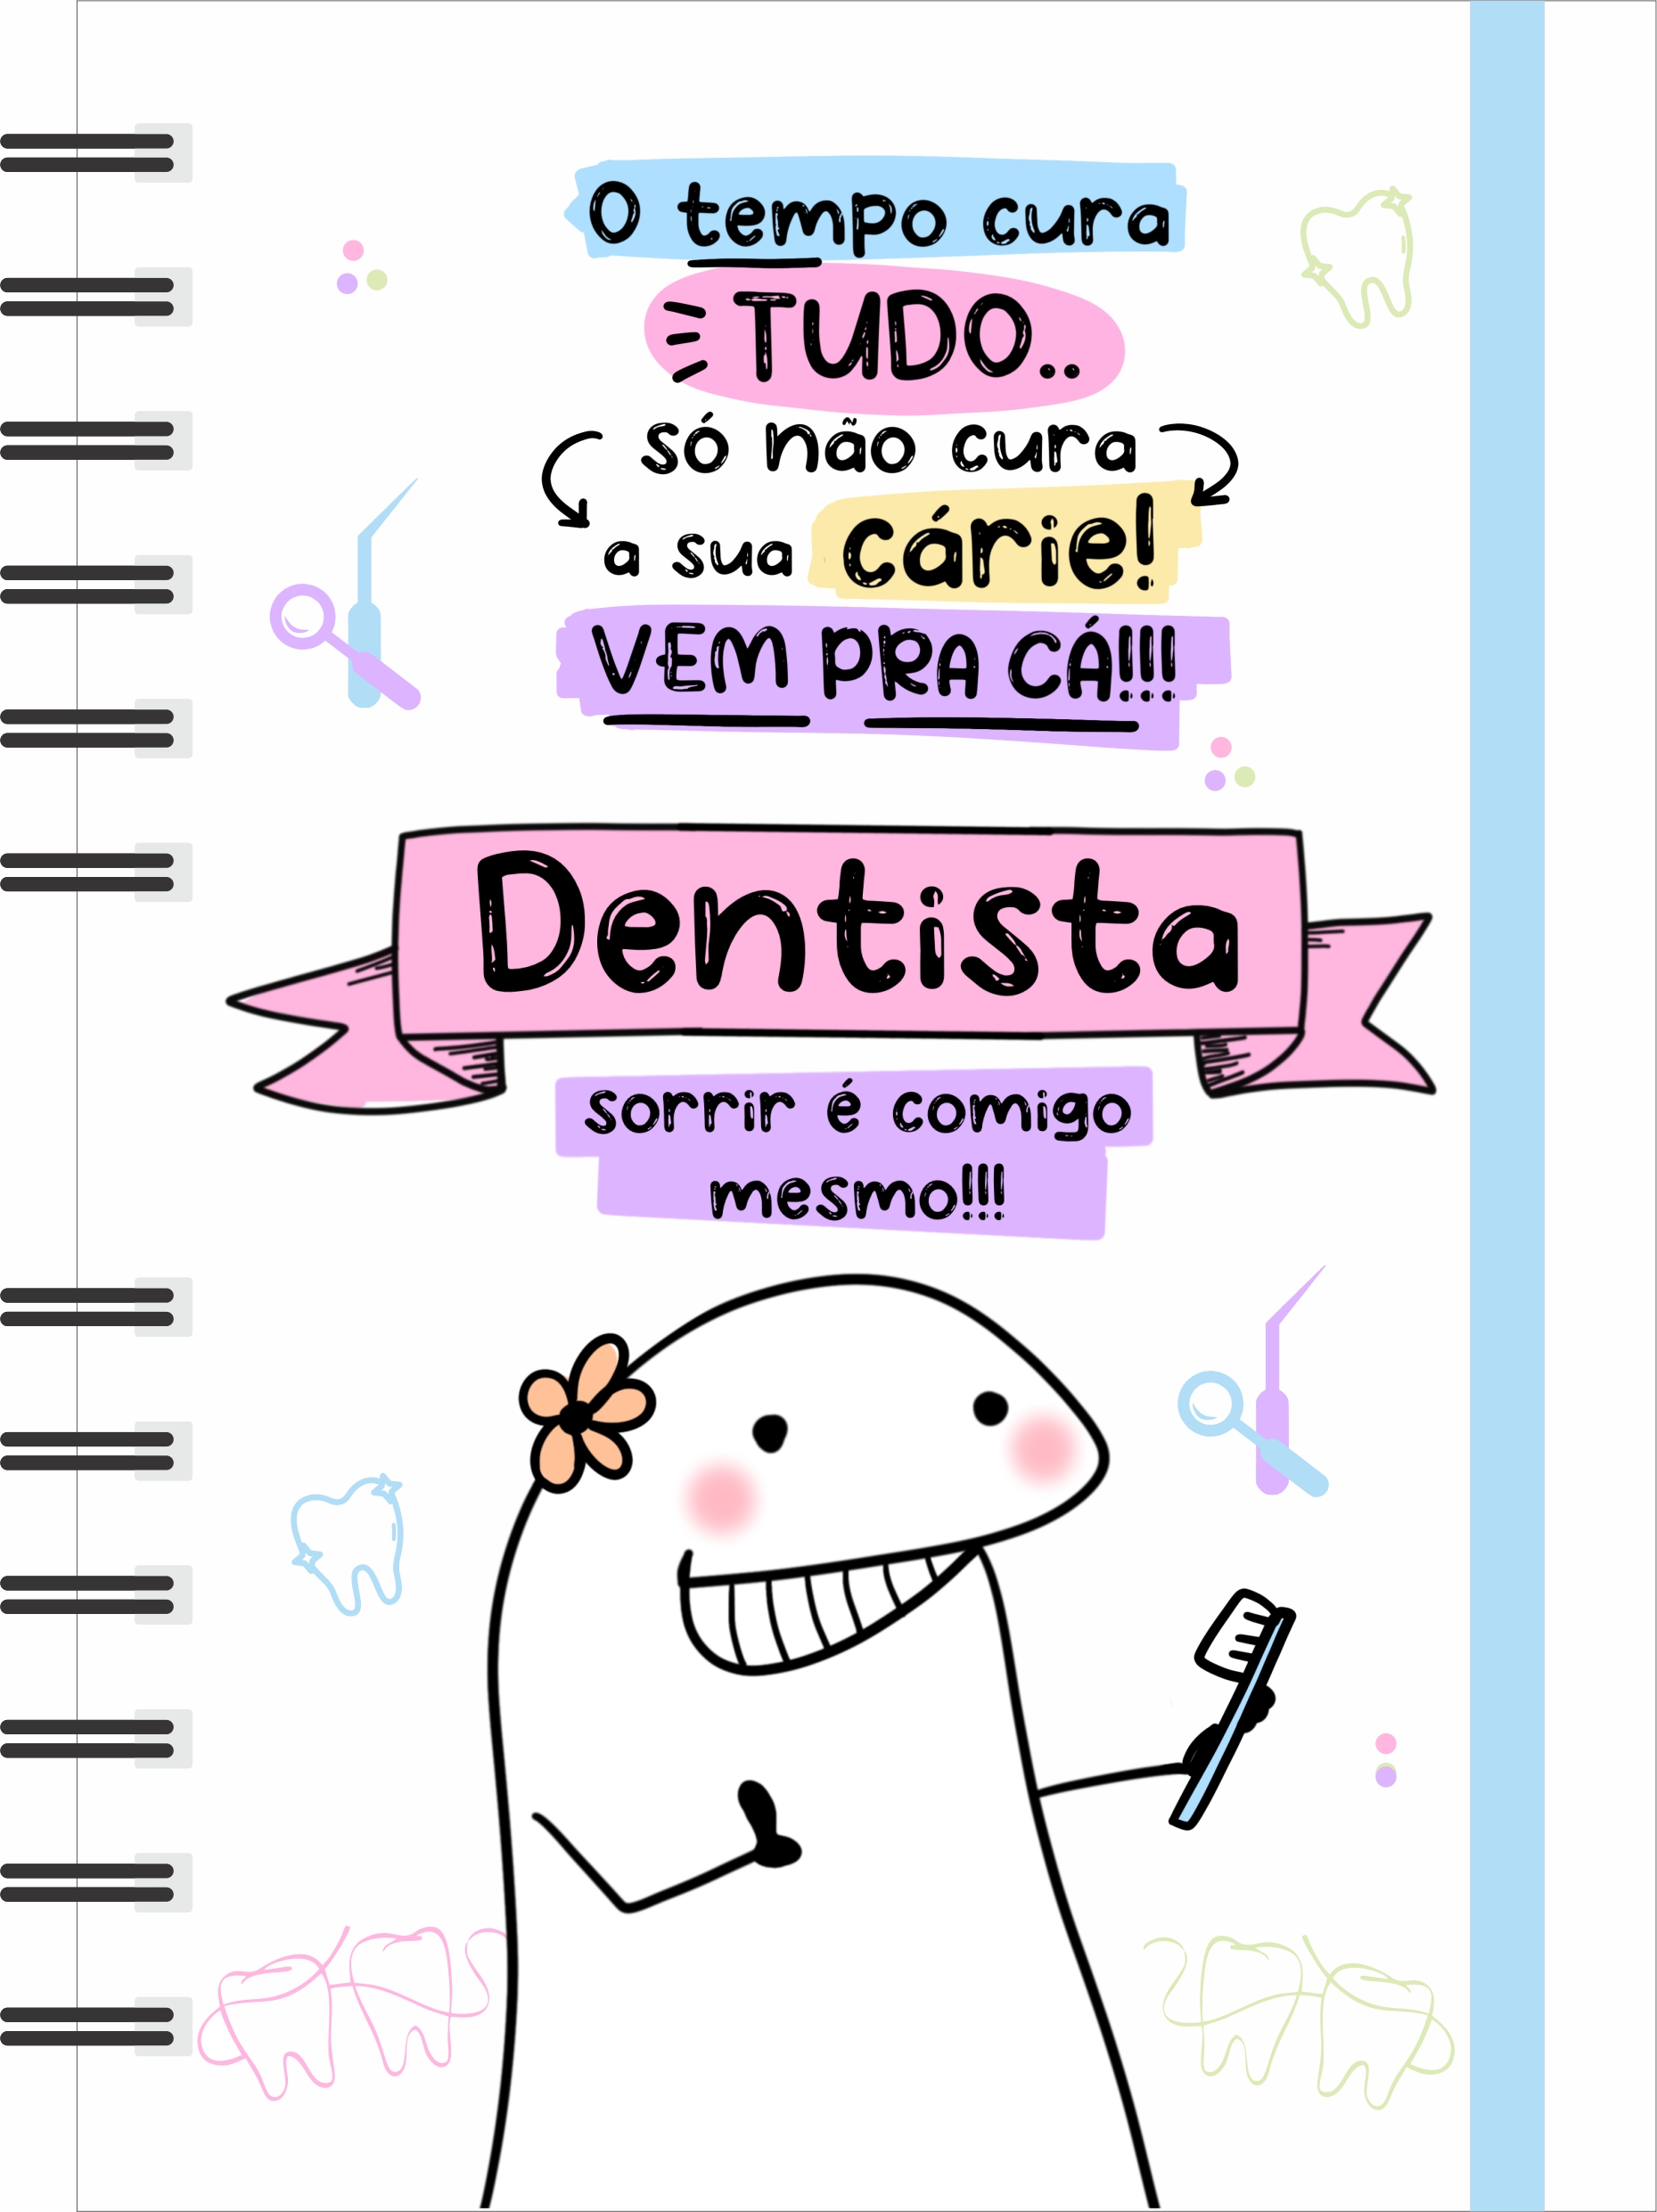 O tempo cura
TUDO..
só não cura
a sua cárie!
VEM PRA CÁ!!!
Dentista
sorrir é comigo
mesmo!!!